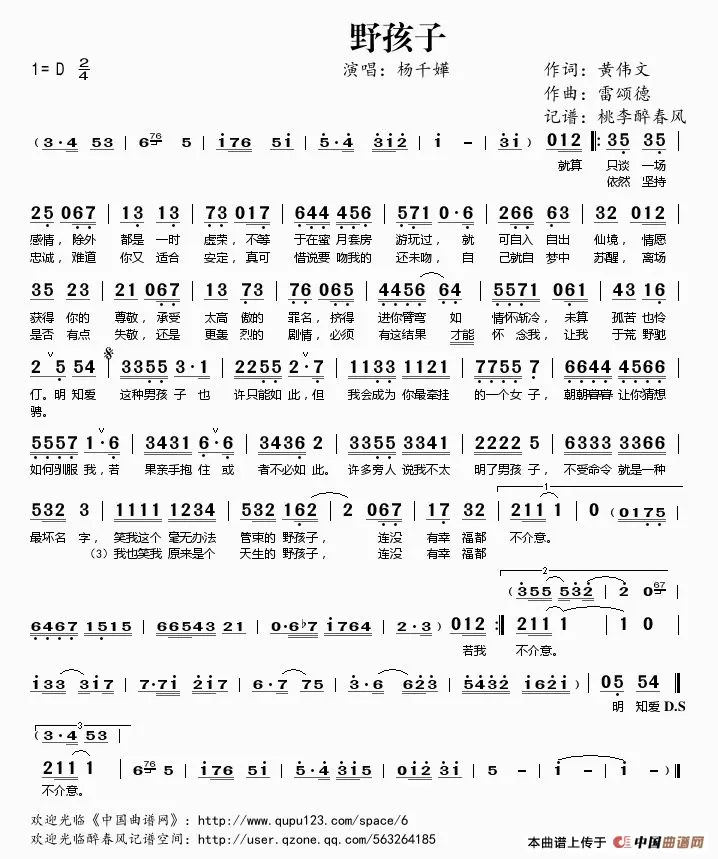 野孩子
1= D 2/4
演唱：杨千嬅
作词：黄伟文
作曲：雷颂德
记谱：桃李醉春风
( 3·4 53 | 6 76 5 | i76 5i | 5·4 3i2 | i - | 3i ) | 012 ‖: 35 35 |
就算 只谈 一场
依然 坚持
25 067 | 13 13 | 73 017 | 644 456 | 571 0·6 | 266 63 | 32 012 |
感情，除外 都是 一时 虚荣，不等 于在蜜 月套房 游玩过，就 可自入 自出 仙境，情愿
忠诚，难道 你又 适合 安定，真可 惜说要 吻我的 还未吻，自 己就自 梦中 苏醒，离场
35 23 | 21 067 | 13 73 | 76 065 | 4456 64 | 5571 061 | 43 16 |
获得 你的 尊敬，承受 太高 傲的 罪名，挤得 进你臂弯 如 情怀渐冷，未算 孤苦 也伶
是否 有点 失敬，还是 更轰 烈的 剧情，必须 有这结果 才能 怀 念我，让我 于荒 野驰
2 5 54 | 3355 3·1 | 2255 2·7 | 1133 1121 | 7755 7 | 6644 4566 |
仃。明 知爱 这种男孩 子 也 许只能如 此，但 我会成为 你最牵挂 的一个女 子，朝朝暮暮 让你猜想
骋。
5557 1·6 | 3431 6·6 | 3436 2 | 3355 3341 | 2222 5 | 6333 3366 |
如何驯服 我，若 果亲手抱 住 或 者不必如 此。许多旁人 说我不太 明了男孩 子，不受命令 就是一种
1
532 3 | 1111 1234 | 532 162 | 2 067 | 17 32 | 211 1 | 0 ( 0175 |
最坏名 字，笑我这个 毫无办法 管束的 野孩子， 连没 有幸 福都 不介意。
(3) 我也笑我 原来是个 天生的 野孩子， 连没 有幸 福都
2
( 355 532 | 2 0 67
6467 1515 | 33 23i2 | 66543 21 | 0·6♭7 i764 | 2·3 ) 012 :‖ 211 1 | 1 0 |
若我 不介意。
i33 3i7 | 7·7i 2i7 | 6·7 75 | 3·6 623 | 5432 i62i ) | 05 54 ‖
明 知爱 D.S
3
( 3·4 53 |
211 1 | 6 76 5 | i76 5i | 5·4 3i5 | 0i2 3i | 5 - | i - | i - ) ‖
不介意。
欢迎光临《中国曲谱网》：http://www.qupu123.com/space/6
欢迎光临醉春风记谱空间：http://user.qzone.qq.com/563264185
本曲谱上传于 中国曲谱网